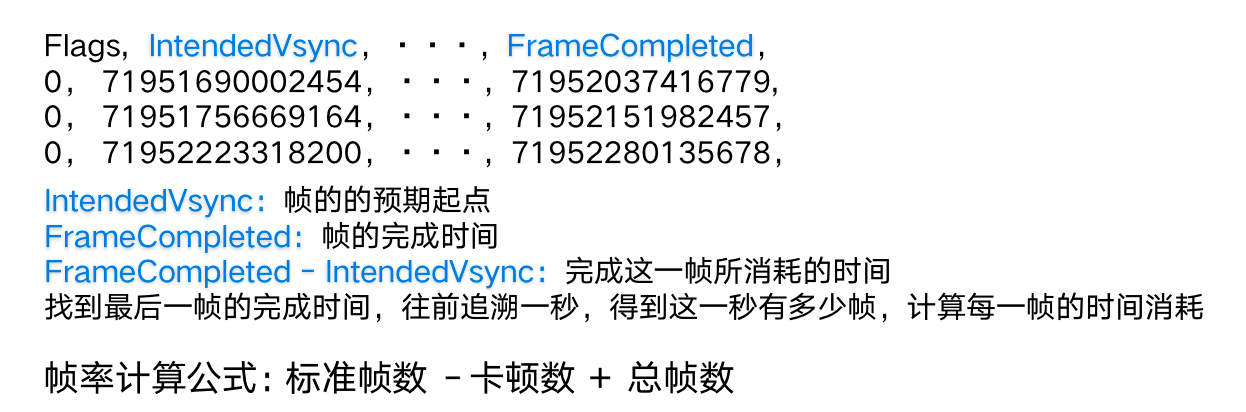 Flags, IntendedVsync, ···, FrameCompleted,
0, 71951690002454, ···, 71952037416779,
0, 71951756669164, ···, 71952151982457,
0, 71952223318200, ···, 71952280135678,
IntendedVsync: 帧的的预期起点
FrameCompleted: 帧的完成时间
FrameCompleted - IntendedVsync: 完成这一帧所消耗的时间
找到最后一帧的完成时间，往前追溯一秒，得到这一秒有多少帧，计算每一帧的时间消耗
帧率计算公式: 标准帧数 - 卡顿数 + 总帧数